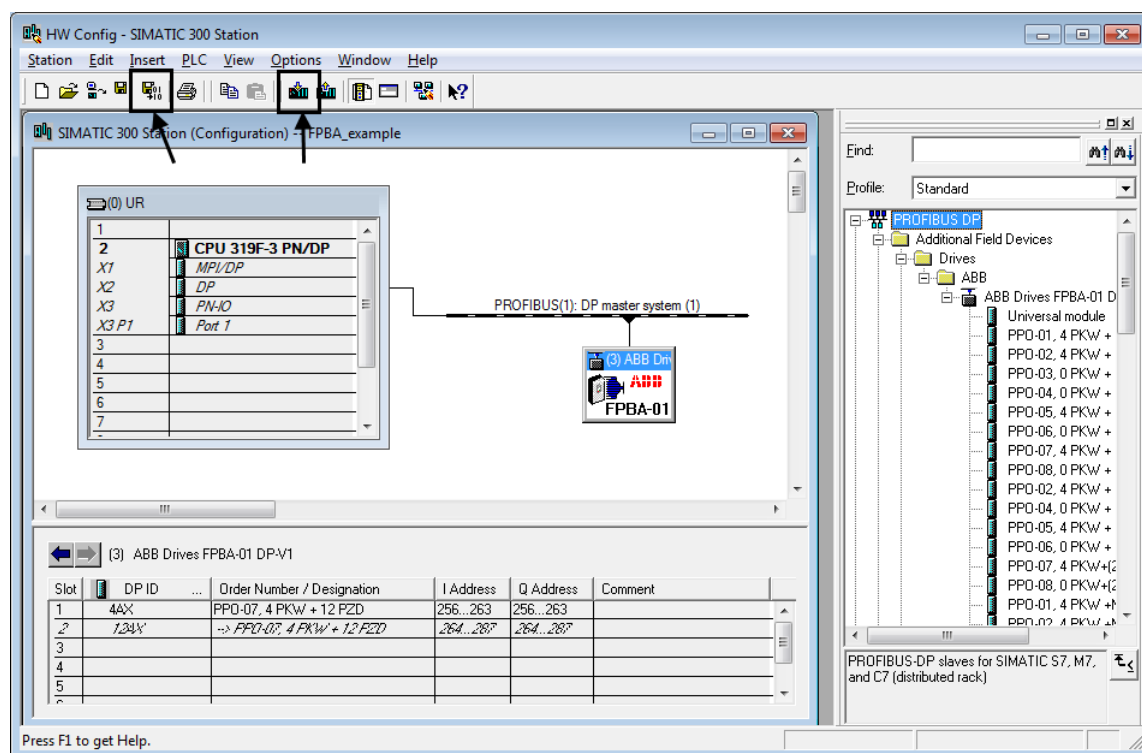 HW Config - SIMATIC 300 Station
Station Edit Insert PLC View Options Window Help
SIMATIC 300 Station (Configuration) -- FPBA_example
(0) UR
1
2 CPU 319F-3 PN/DP
X1 MPI/DP
X2 DP
X3 PN-IO
X3 P1 Port 1
3
4
5
6
7
PROFIBUS(1): DP master system (1)
(3) ABB Driv
ABB
FPBA-01
(3) ABB Drives FPBA-01 DP-V1
Slot DP ID ... Order Number / Designation I Address Q Address Comment
1 4AX PPO-07, 4 PKW + 12 PZD 256...263 256...263
2 12AX --> PPO-07, 4 PKW + 12 PZD 264...287 264...287
3
4
5
Find:
Profile: Standard
PROFIBUS DP
Additional Field Devices
Drives
ABB
ABB Drives FPBA-01 D
Universal module
PPO-01, 4 PKW +
PPO-02, 4 PKW +
PPO-03, 0 PKW +
PPO-04, 0 PKW +
PPO-05, 4 PKW +
PPO-06, 0 PKW +
PPO-07, 4 PKW +
PPO-08, 0 PKW +
PPO-02, 4 PKW +
PPO-04, 0 PKW +
PPO-05, 4 PKW +
PPO-06, 0 PKW +
PPO-07, 4 PKW+(2
PPO-08, 0 PKW+(2
PPO-01, 4 PKW +M
PPO-02, 4 PKW +M
PROFIBUS-DP slaves for SIMATIC S7, M7,
and C7 (distributed rack)
Press F1 to get Help.